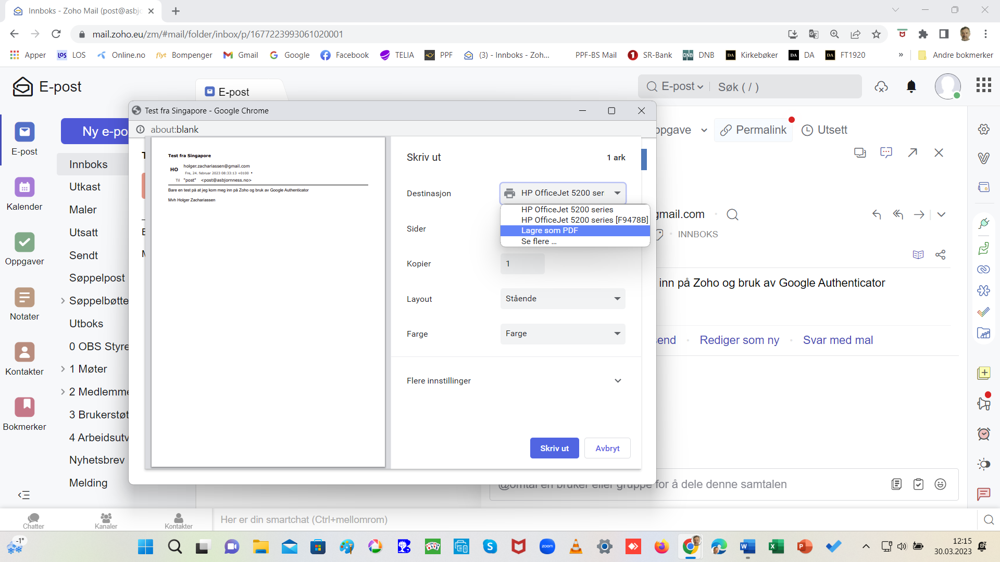 Innboks - Zoho Mail (post@asbjo
mail.zoho.eu/zm/#mail/folder/inbox/p/1677223993061020001
Apper
LOS LOS
Online.no
flyt Bompenger
Gmail
Google
Facebook
TELIA
PPF
(3) - Innboks - Zoh...
PPF-BS Mail
SR-Bank
DNB DNB
DA Kirkebøker
DA DA
DA FT1920
»
Andre bokmerker
E-post
E-post
E-post
Søk ( / )
Test fra Singapore - Google Chrome
about:blank
Ny e-po
E-post
Kalender
Oppgaver
Notater
Kontakter
Bokmerker
Innboks
Utkast
Maler
Utsatt
Sendt
Søppelpost
Søppelbøtte
Utboks
0 OBS Styre
1 Møter
2 Medlemme
3 Brukerstøt
4 Arbeidsutv
Nyhetsbrev
Melding
Test fra Singapore
HO
holger.zachariassen@gmail.com
Fre, 24. februar 2023 08:33:13 +0100 •
Til "post" <post@asbjornness.no>
Bare en test på at jeg kom meg inn på Zoho og bruk av Google Authenticator
Mvh Holger Zachariassen
Skriv ut
1 ark
Destinasjon
HP OfficeJet 5200 ser
HP OfficeJet 5200 series
HP OfficeJet 5200 series [F9478B]
Lagre som PDF
Se flere ...
Sider
Kopier
1
Layout
Stående
Farge
Farge
Flere innstillinger
Skriv ut
Avbryt
ppgave
Permalink
Utsett
gmail.com
INNBOKS
inn på Zoho og bruk av Google Authenticator
end
Rediger som ny
Svar med mal
@omtal en bruker eller gruppe for å dele denne samtalen
Chatter
Kanaler
Kontakter
Her er din smartchat (Ctrl+mellomrom)
-1°
zoom
12:15
30.03.2023